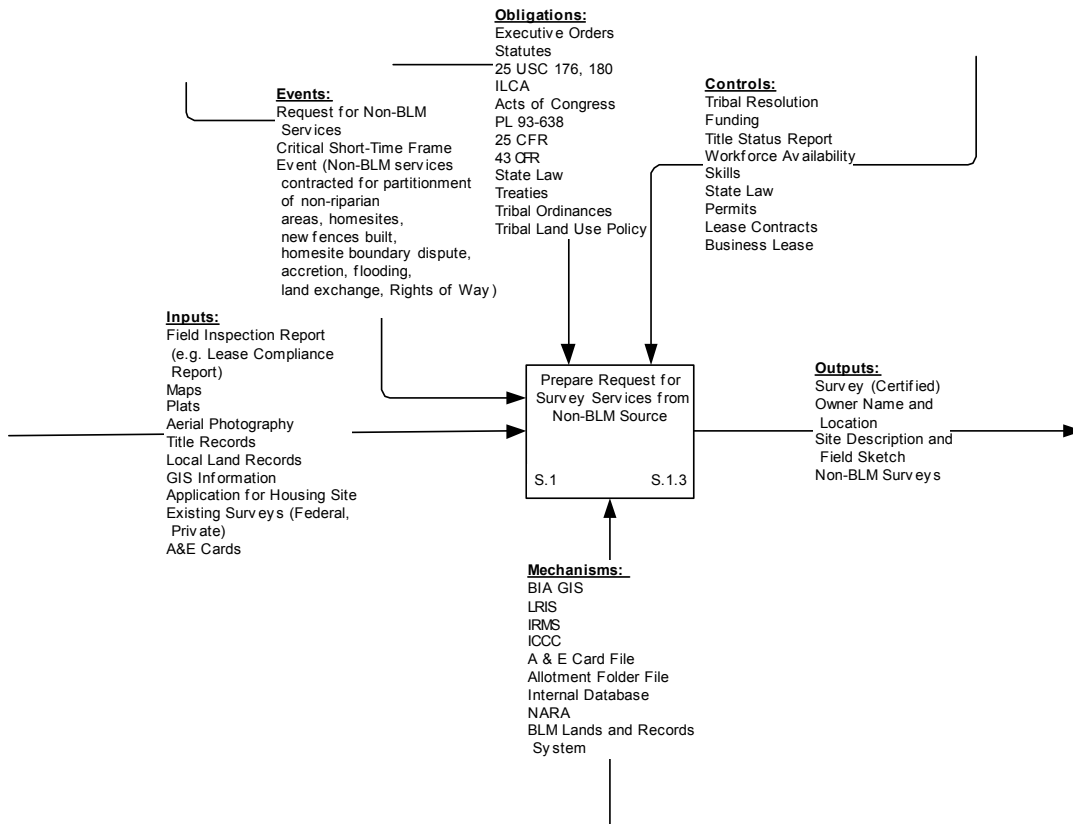 Obligations:
Executive Orders
Statutes
25 USC 176, 180
ILCA
Acts of Congress
PL 93-638
25 CFR
43 CFR
State Law
Treaties
Tribal Ordinances
Tribal Land Use Policy
Events:
Request for Non-BLM
Services
Critical Short-Time Frame
Event (Non-BLM services
contracted for partitionment
of non-riparian
areas, homesites,
new fences built,
homesite boundary dispute,
accretion, flooding,
land exchange, Rights of Way)
Controls:
Tribal Resolution
Funding
Title Status Report
Workforce Availability
Skills
State Law
Permits
Lease Contracts
Business Lease
Inputs:
Field Inspection Report
(e.g. Lease Compliance
Report)
Maps
Plats
Aerial Photography
Title Records
Local Land Records
GIS Information
Application for Housing Site
Existing Surveys (Federal,
Private)
A&E Cards
Prepare Request for
Survey Services from
Non-BLM Source
S.1 S.1.3
Outputs:
Survey (Certified)
Owner Name and
Location
Site Description and
Field Sketch
Non-BLM Surveys
Mechanisms:
BIA GIS
LRIS
IRMS
ICCC
A & E Card File
Allotment Folder File
Internal Database
NARA
BLM Lands and Records
System